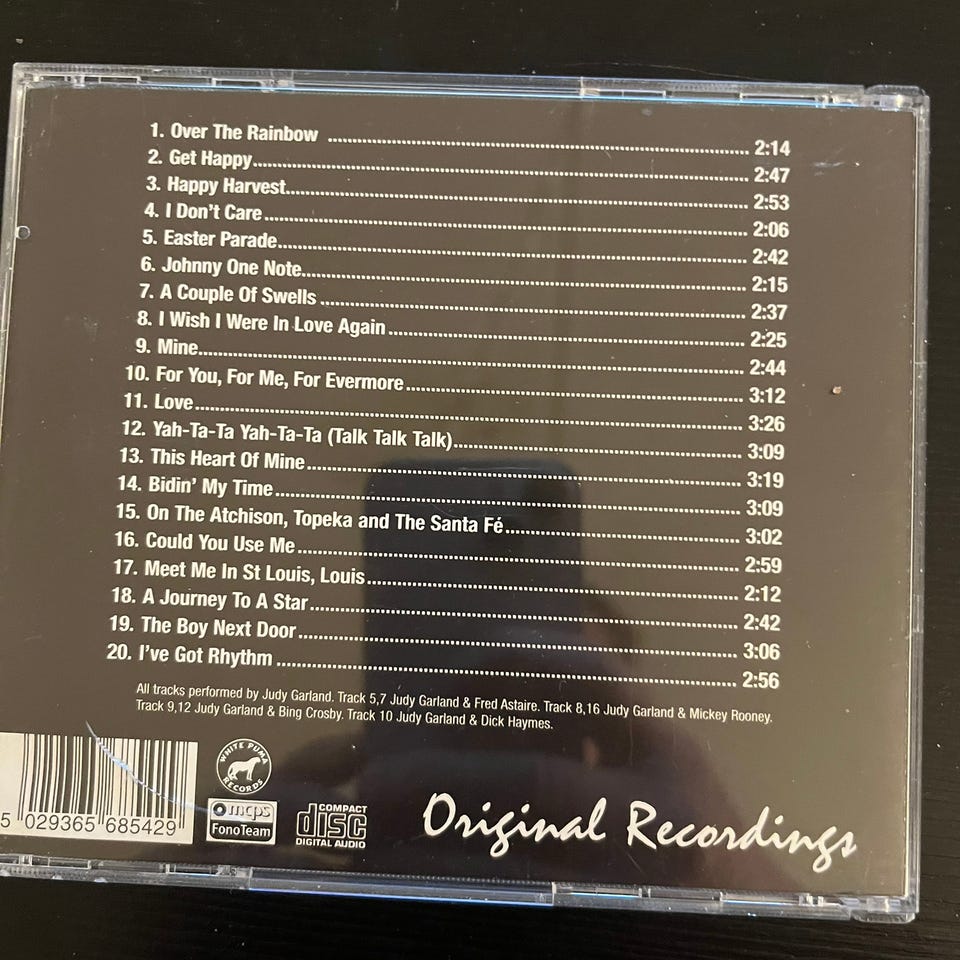 1. Over The Rainbow ........ 2:14
2. Get Happy ........ 2:47
3. Happy Harvest ........ 2:53
4. I Don't Care ........ 2:06
5. Easter Parade ........ 2:42
6. Johnny One Note ........ 2:15
7. A Couple Of Swells ........ 2:37
8. I Wish I Were In Love Again ........ 2:25
9. Mine ........ 2:44
10. For You, For Me, For Evermore ........ 3:12
11. Love ........ 3:26
12. Yah-Ta-Ta Yah-Ta-Ta (Talk Talk Talk) ........ 3:09
13. This Heart Of Mine ........ 3:19
14. Bidin' My Time ........ 3:09
15. On The Atchison, Topeka and The Santa Fé ........ 3:02
16. Could You Use Me ........ 2:59
17. Meet Me In St Louis, Louis ........ 2:12
18. A Journey To A Star ........ 2:42
19. The Boy Next Door ........ 3:06
20. I've Got Rhythm ........ 2:56
All tracks performed by Judy Garland. Track 5,7 Judy Garland & Fred Astaire. Track 8,16 Judy Garland & Mickey Rooney.
Track 9,12 Judy Garland & Bing Crosby. Track 10 Judy Garland & Dick Haymes.
5 029365 685429
WHITE PUMA RECORDS
mcps
FonoTeam
COMPACT
disc
DIGITAL AUDIO
Original Recordings